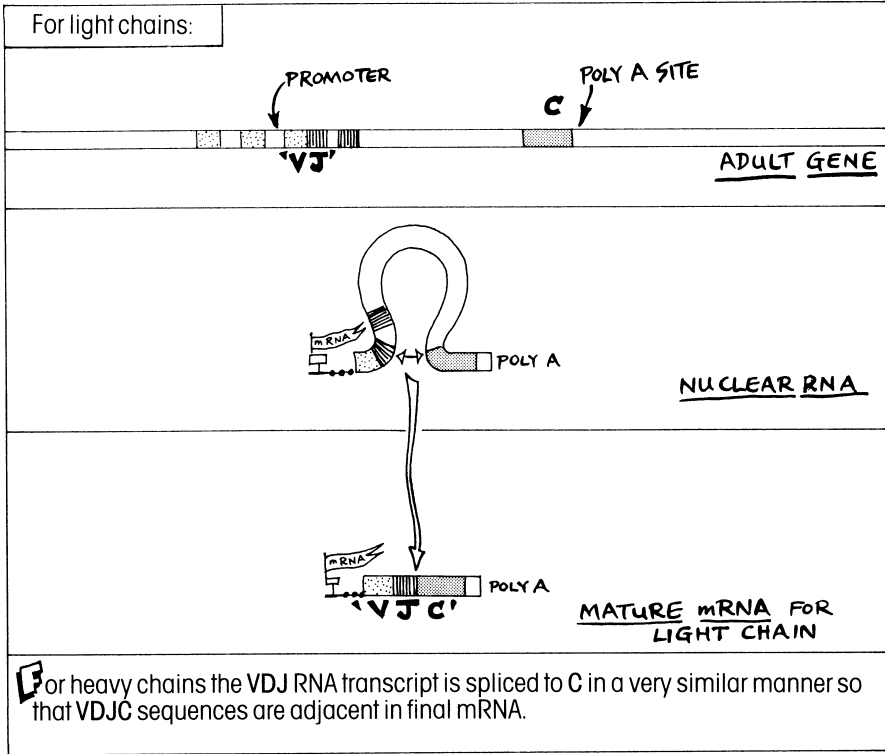 For light chains:
PROMOTER
POLY A SITE
C
'VJ'
ADULT GENE
mRNA
POLY A
NUCLEAR RNA
mRNA
POLY A
'V J C'
MATURE mRNA FOR
LIGHT CHAIN
For heavy chains the VDJ RNA transcript is spliced to C in a very similar manner so
that VDJC sequences are adjacent in final mRNA.